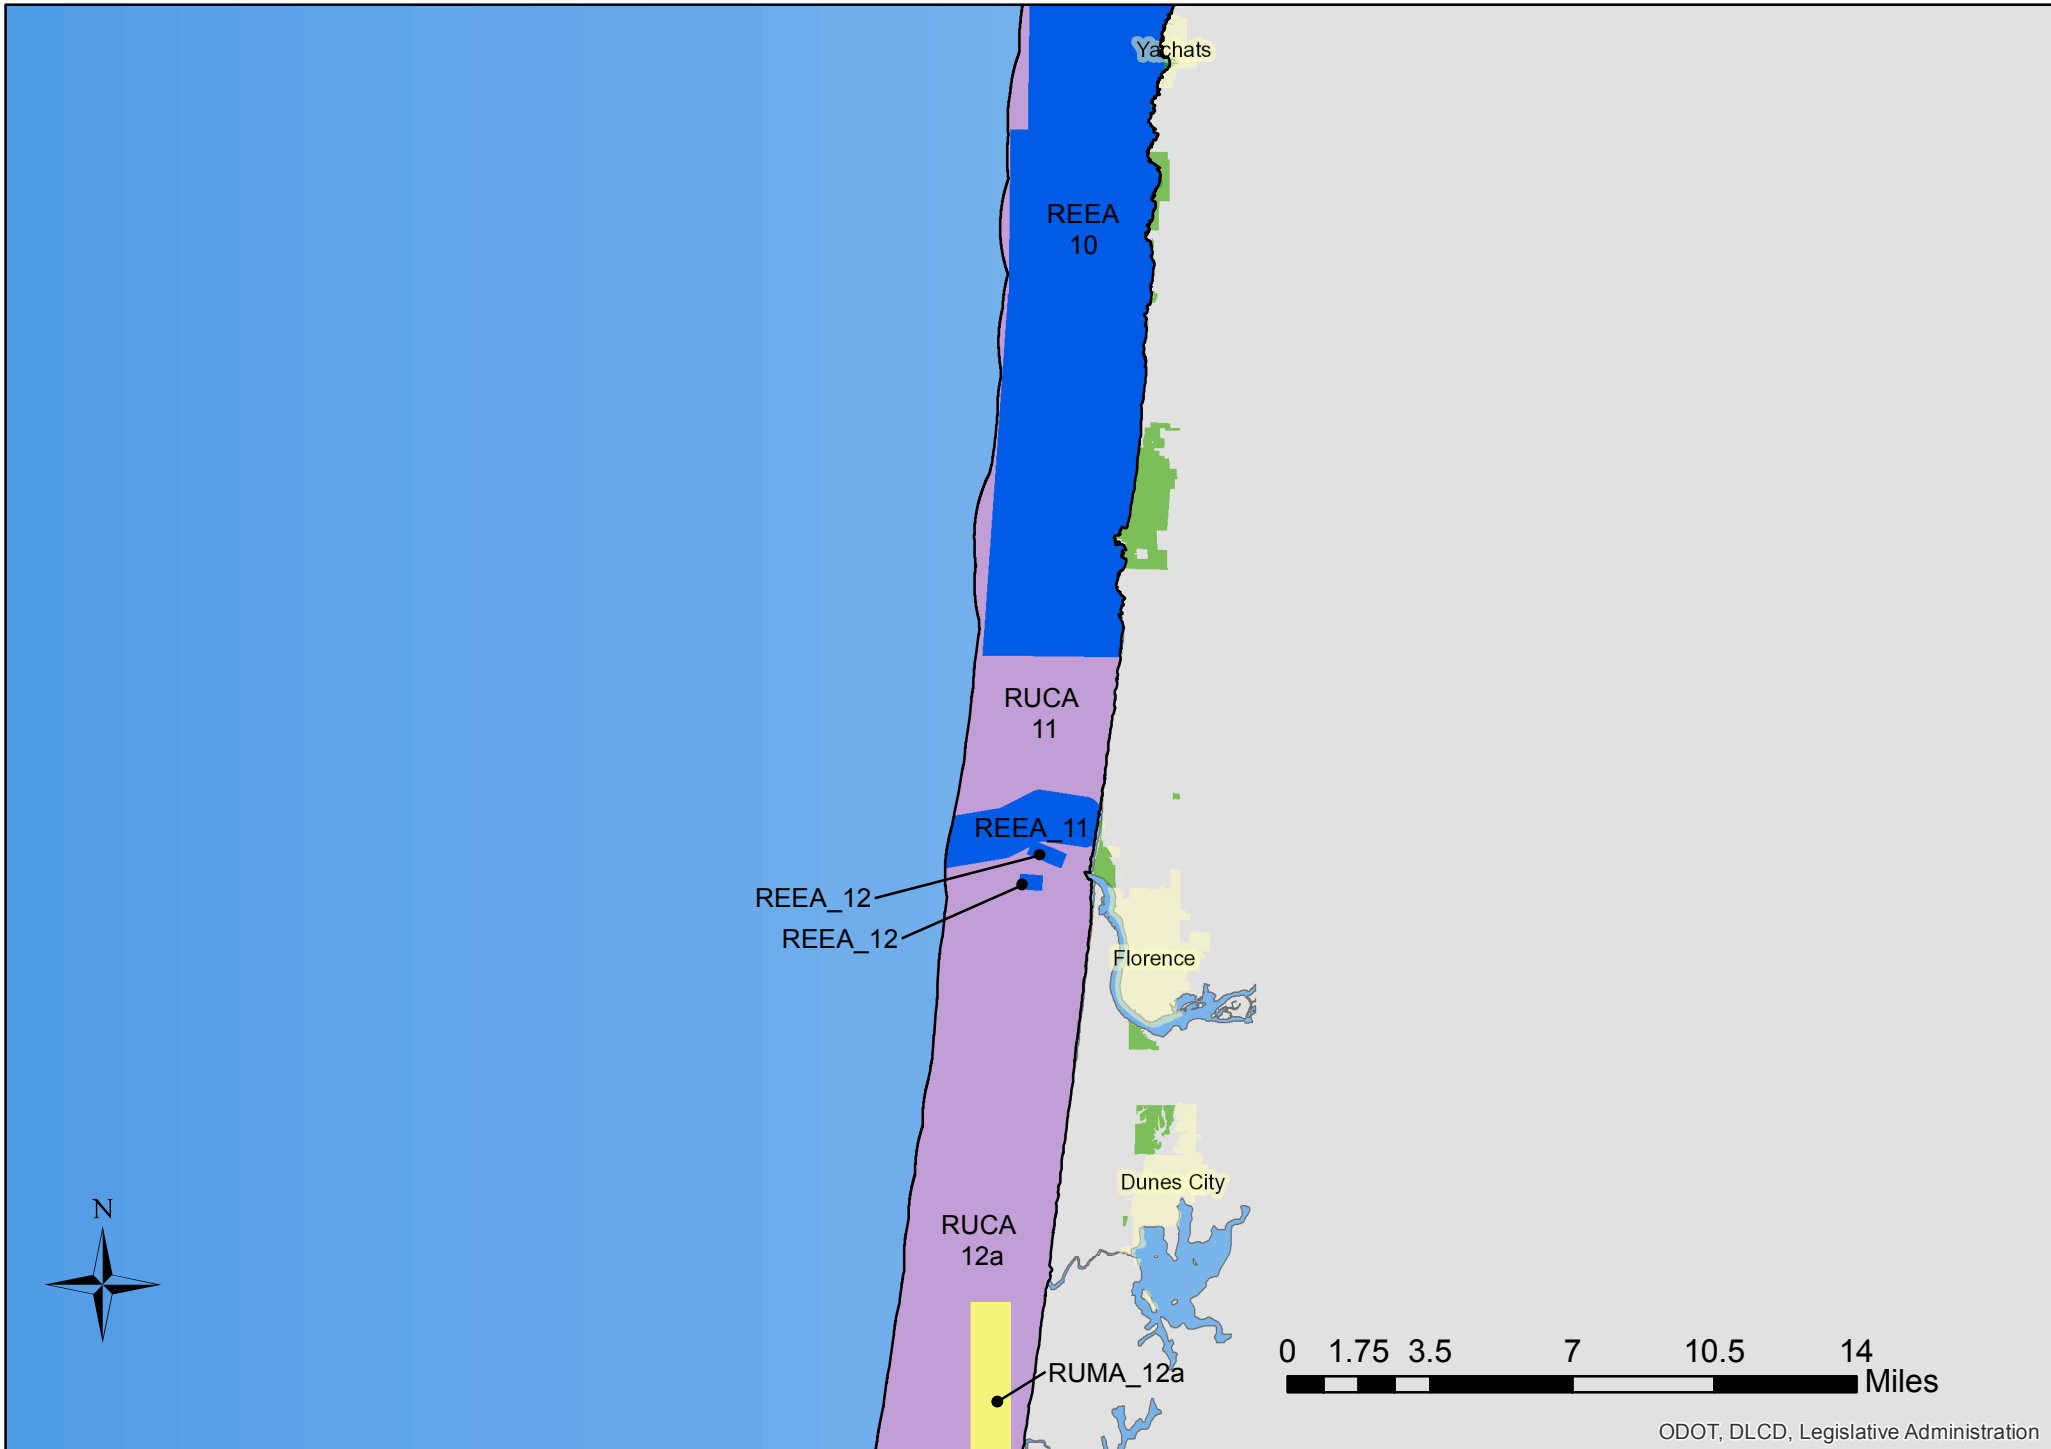 Yachats
REEA
10
RUCA
11
REEA_11
REEA_12
REEA_12
Florence
Dunes City
N
RUCA
12a
RUMA_12a
0 1.75 3.5 7 10.5 14
Miles
ODOT, DLCD, Legislative Administration